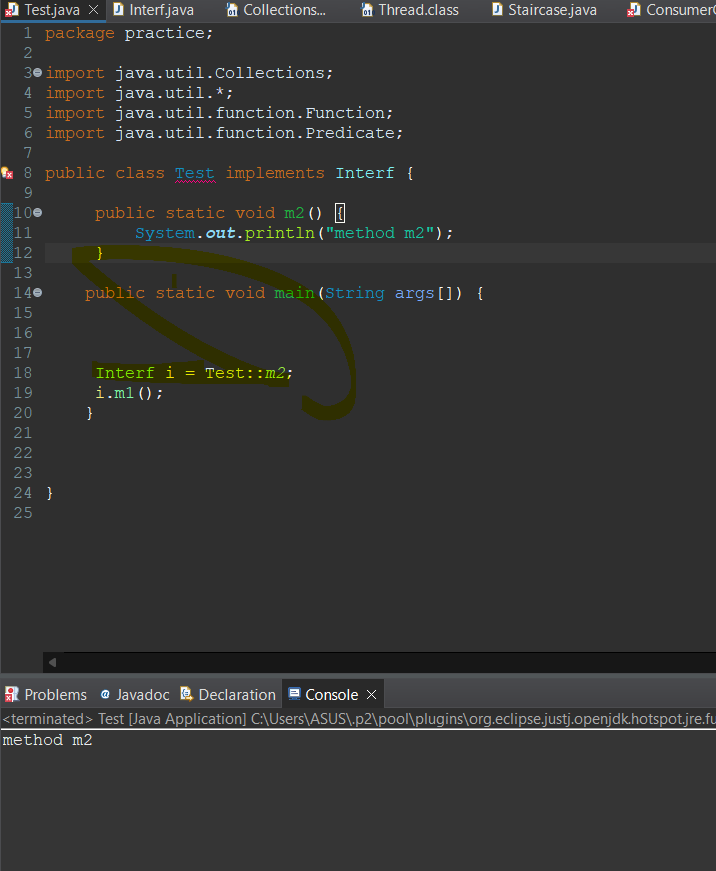 Test.java Interf.java Collections... Thread.class Staircase.java Consumer
1 package practice;
2
3 import java.util.Collections;
4 import java.util.*;
5 import java.util.function.Function;
6 import java.util.function.Predicate;
7
8 public class Test implements Interf {
9
10 public static void m2() {
11 System.out.println("method m2");
12 }
13
14 public static void main(String args[]) {
15
16
17
18 Interf i = Test::m2;
19 i.m1();
20 }
21
22
23
24 }
25
Problems @ Javadoc Declaration Console
<terminated> Test [Java Application] C:\Users\ASUS\.p2\pool\plugins\org.eclipse.justj.openjdk.hotspot.jre.fu
method m2